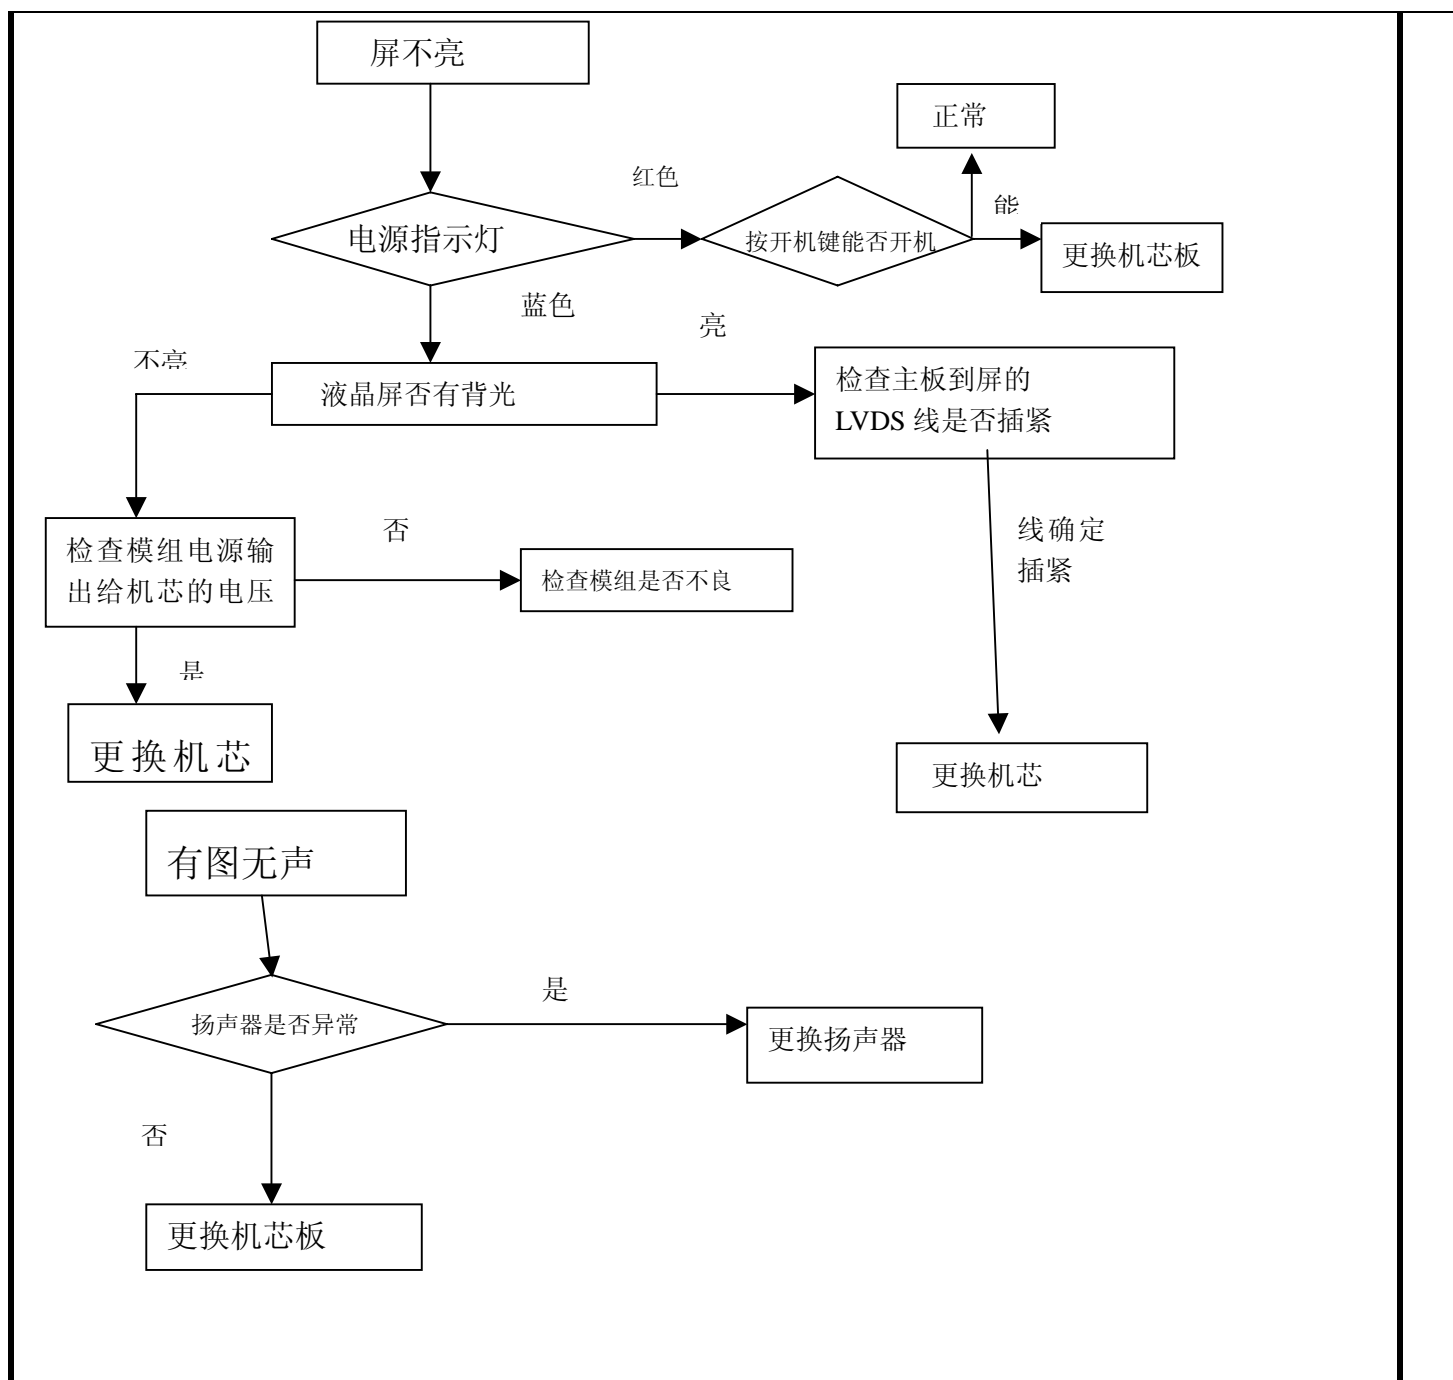 屏不亮
正常
红色
电源指示灯
按开机键能否开机
能
更换机芯板
蓝色
亮
不亮
液晶屏否有背光
检查主板到屏的
LVDS 线是否插紧
检查模组电源输
出给机芯的电压
否
检查模组是否不良
线确定
插紧
是
更换机芯
更换机芯
有图无声
扬声器是否异常
是
更换扬声器
否
更换机芯板